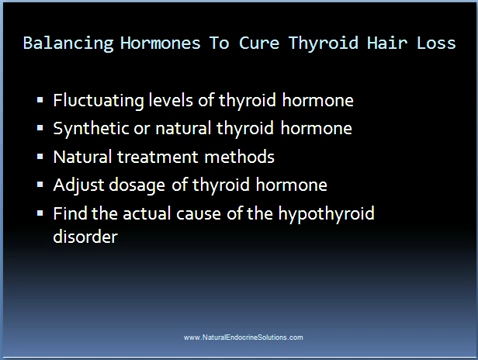 Balancing Hormones To Cure Thyroid Hair Loss
▪ Fluctuating levels of thyroid hormone
▪ Synthetic or natural thyroid hormone
▪ Natural treatment methods
▪ Adjust dosage of thyroid hormone
▪ Find the actual cause of the hypothyroid
disorder
www.NaturalEndocrineSolutions.com